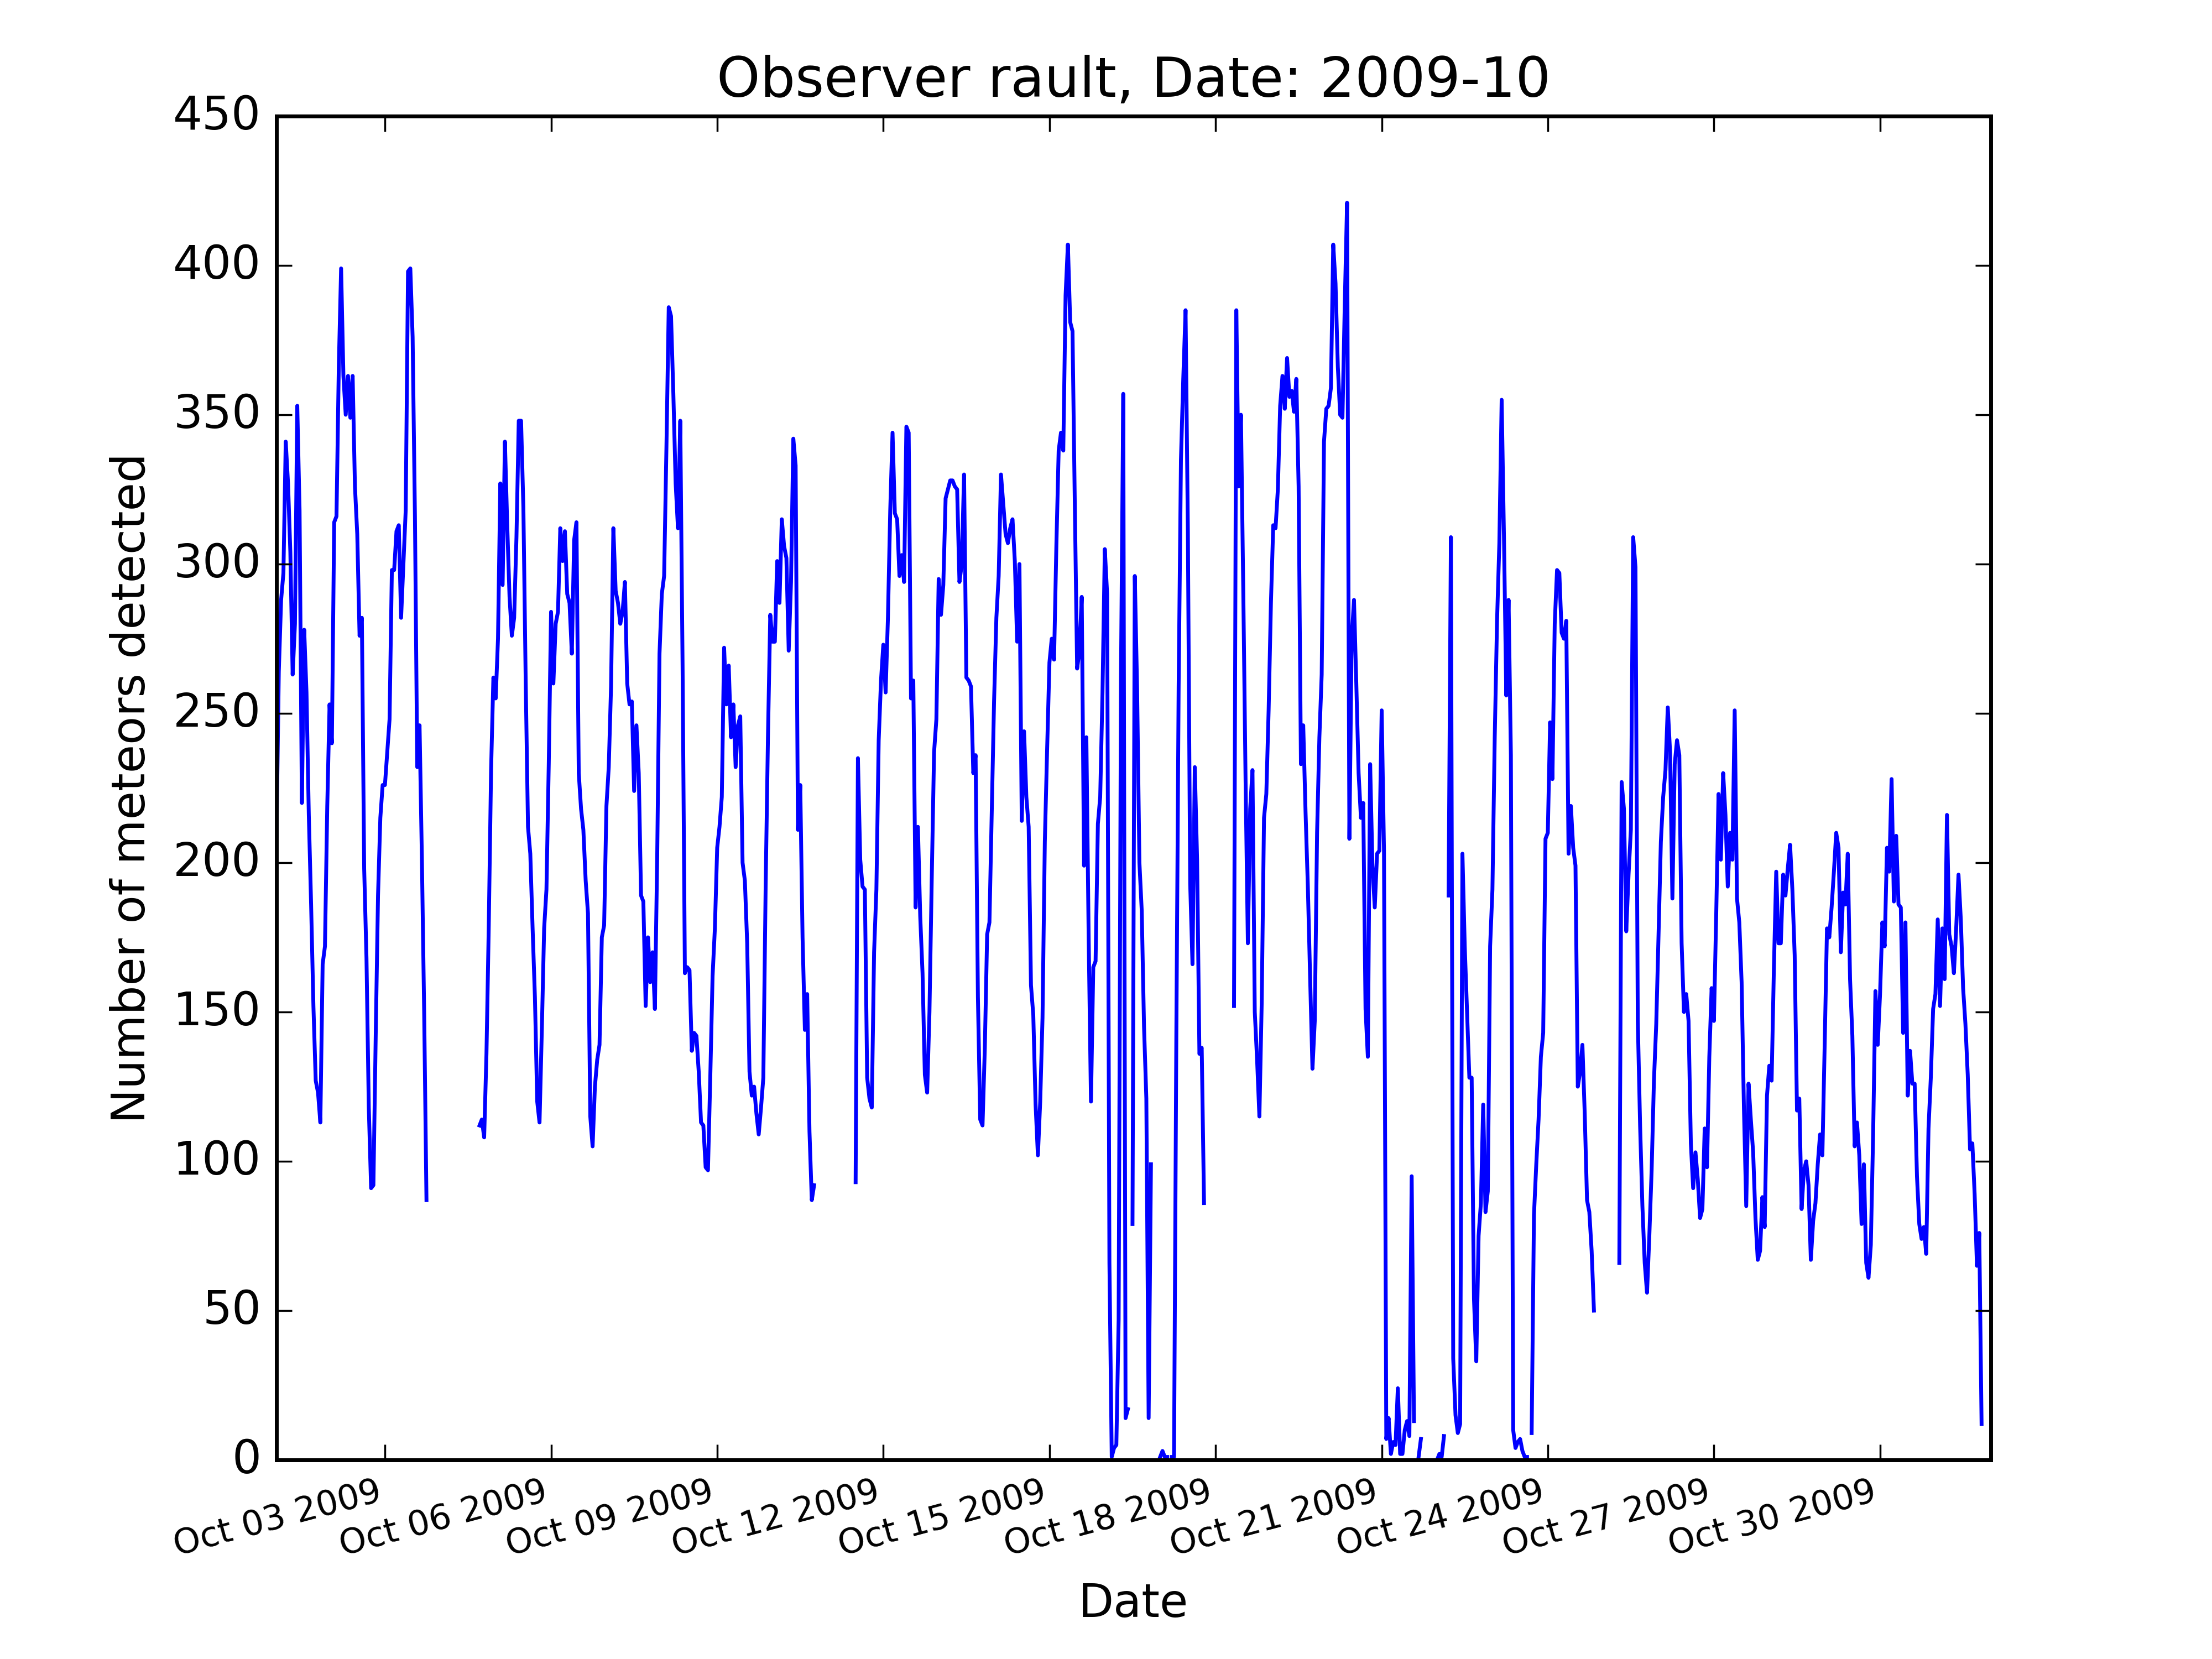 Observer rault, Date: 2009-10
450
400
350
300
250
200
150
100
50
0
Number of meteors detected
Oct 03 2009
Oct 06 2009
Oct 09 2009
Oct 12 2009
Oct 15 2009
Oct 18 2009
Oct 21 2009
Oct 24 2009
Oct 27 2009
Oct 30 2009
Date